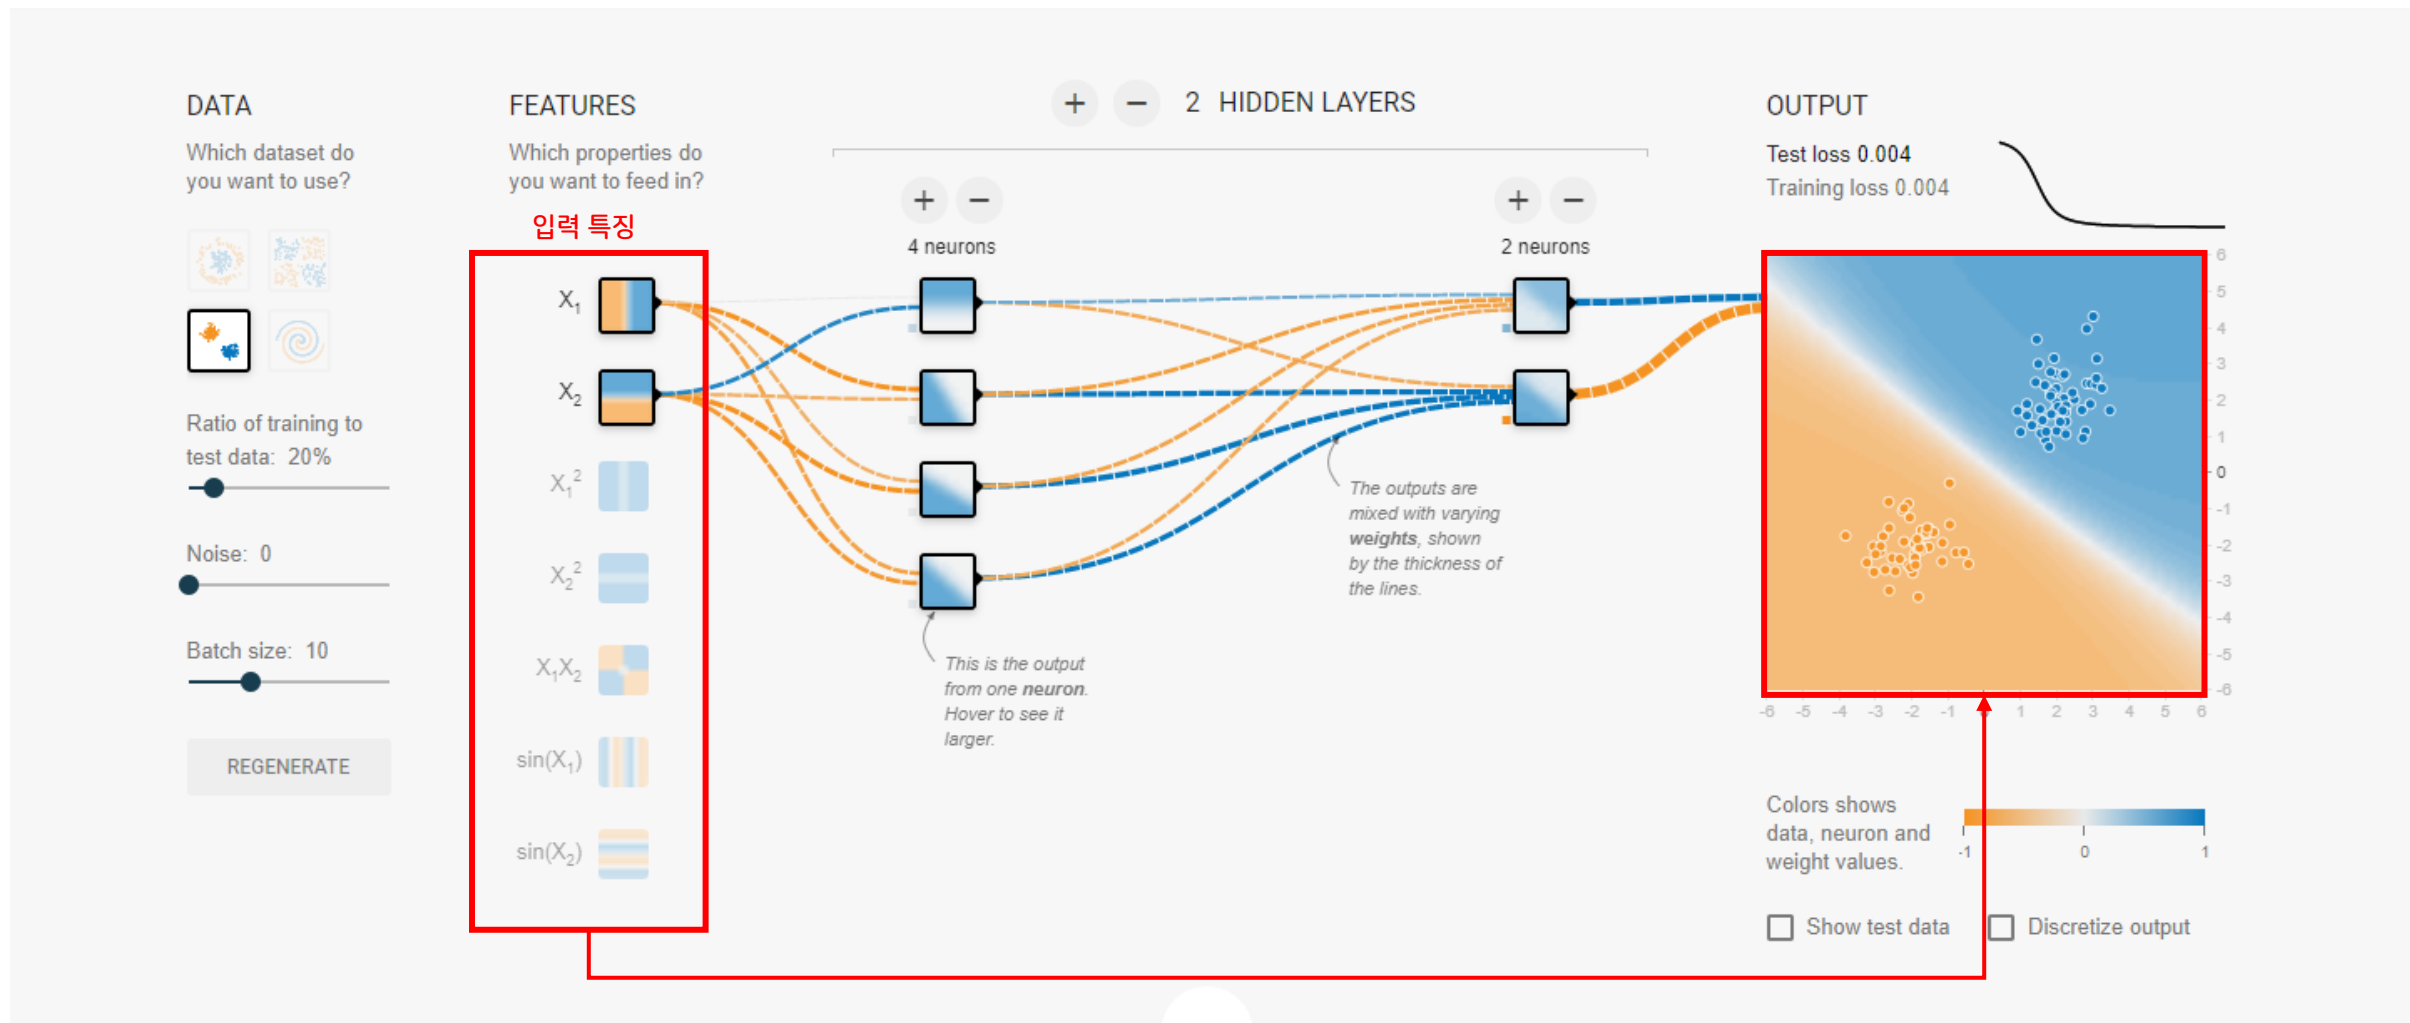 DATA
Which dataset do
you want to use?
Ratio of training to
test data: 20%
Noise: 0
Batch size: 10
REGENERATE
FEATURES
Which properties do
you want to feed in?
입력 특징
X₁
X₂
X₁²
X₂²
X₁X₂
sin(X₁)
sin(X₂)
+ − 2 HIDDEN LAYERS
+ −
4 neurons
This is the output
from one neuron.
Hover to see it
larger.
+ −
2 neurons
The outputs are
mixed with varying
weights, shown
by the thickness of
the lines.
OUTPUT
Test loss 0.004
Training loss 0.004
6
5
4
3
2
1
0
-1
-2
-3
-4
-5
-6
-6 -5 -4 -3 -2 -1 1 2 3 4 5 6
Colors shows
data, neuron and
weight values.
-1 0 1
Show test data
Discretize output